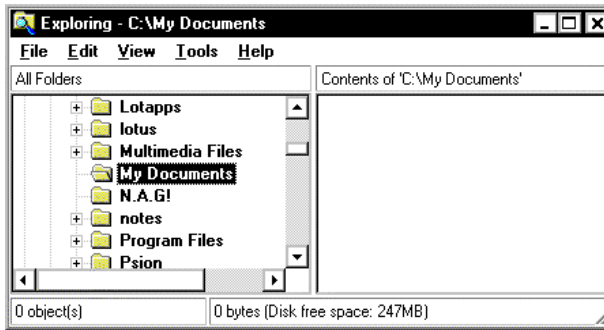 Exploring - C:\My Documents
File Edit View Tools Help
All Folders
Contents of 'C:\My Documents'
Lotapps
lotus
Multimedia Files
My Documents
N.A.G!
notes
Program Files
Psion
0 object(s)
0 bytes (Disk free space: 247MB)